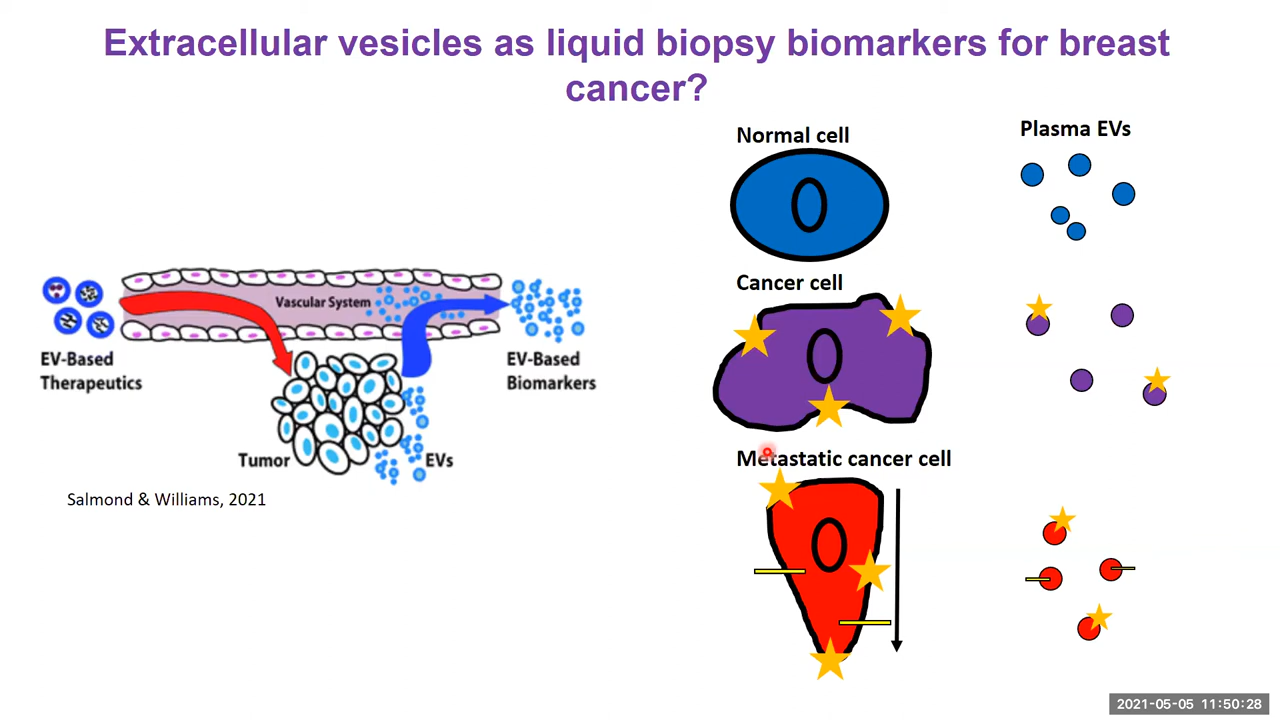 Extracellular vesicles as liquid biopsy biomarkers for breast
cancer?
Normal cell
Plasma EVs
Cancer cell
Vascular System
EV-Based
Therapeutics
EV-Based
Biomarkers
Tumor
EVs
Metastatic cancer cell
Salmond & Williams, 2021
2021-05-05 11:50:28